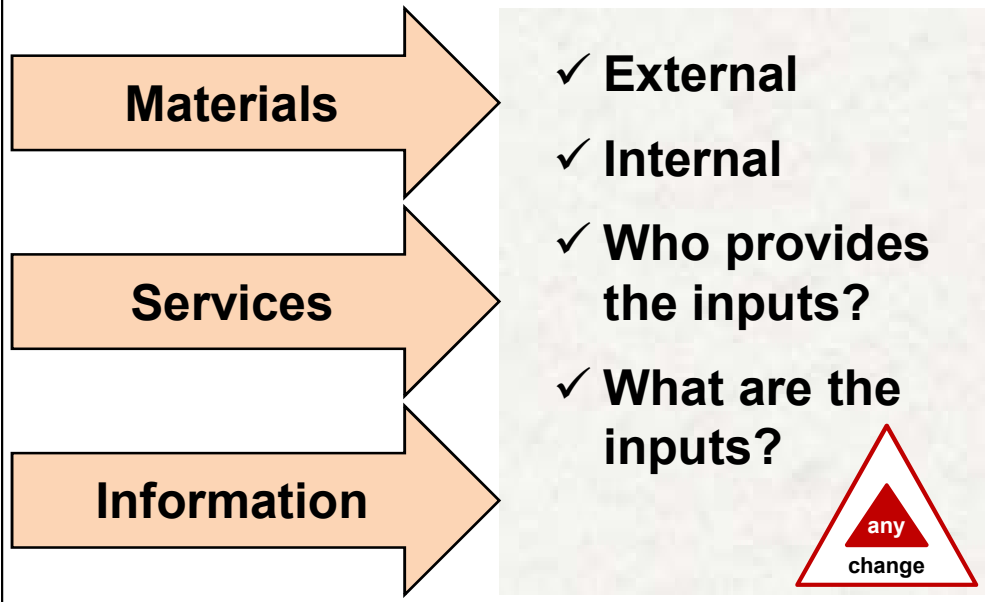 Materials
Services
Information
✓ External
✓ Internal
✓ Who provides
the inputs?
✓ What are the
inputs?
any
change